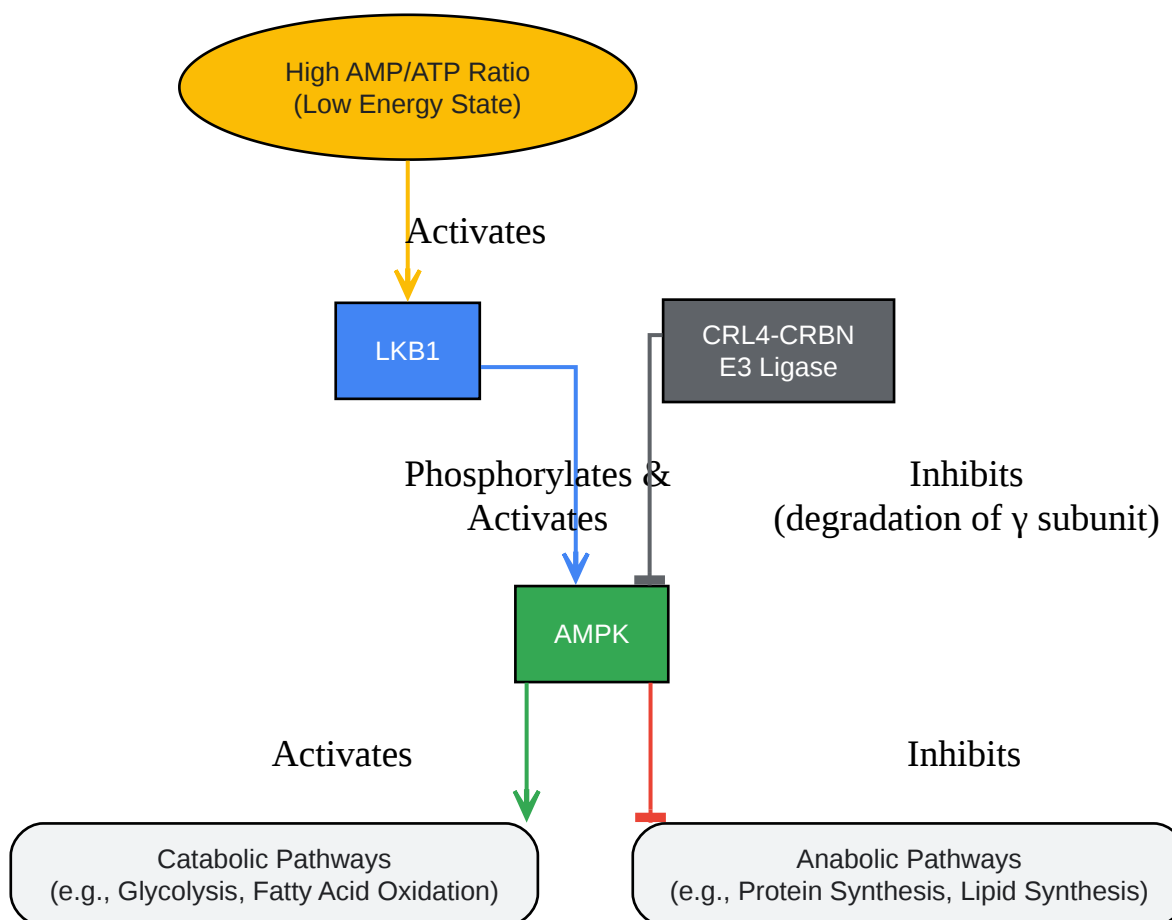 High AMP/ATP Ratio
(Low Energy State)
Activates
LKB1
CRL4-CRBN
E3 Ligase
Phosphorylates &
Activates
Inhibits
(degradation of γ subunit)
AMPK
Activates
Inhibits
Catabolic Pathways
(e.g., Glycolysis, Fatty Acid Oxidation)
Anabolic Pathways
(e.g., Protein Synthesis, Lipid Synthesis)